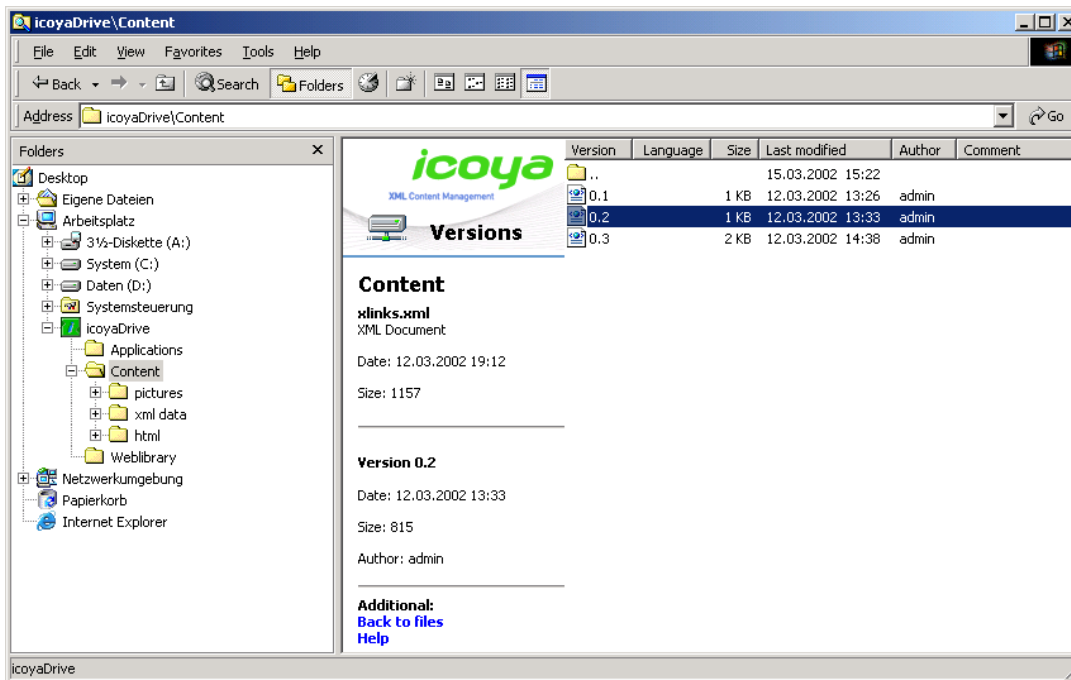 icoyaDrive\Content
File Edit View Favorites Tools Help
Back Search Folders
Address icoyaDrive\Content Go
Folders
Desktop
Eigene Dateien
Arbeitsplatz
3½-Diskette (A:)
System (C:)
Daten (D:)
Systemsteuerung
icoyaDrive
Applications
Content
pictures
xml data
html
Weblibrary
Netzwerkumgebung
Papierkorb
Internet Explorer
icoya
XML Content Management
Versions
Content
xlinks.xml
XML Document
Date: 12.03.2002 19:12
Size: 1157
Version 0.2
Date: 12.03.2002 13:33
Size: 815
Author: admin
Additional:
Back to files
Help
Version Language Size Last modified Author Comment
.. 15.03.2002 15:22
0.1 1 KB 12.03.2002 13:26 admin
0.2 1 KB 12.03.2002 13:33 admin
0.3 2 KB 12.03.2002 14:38 admin
icoyaDrive